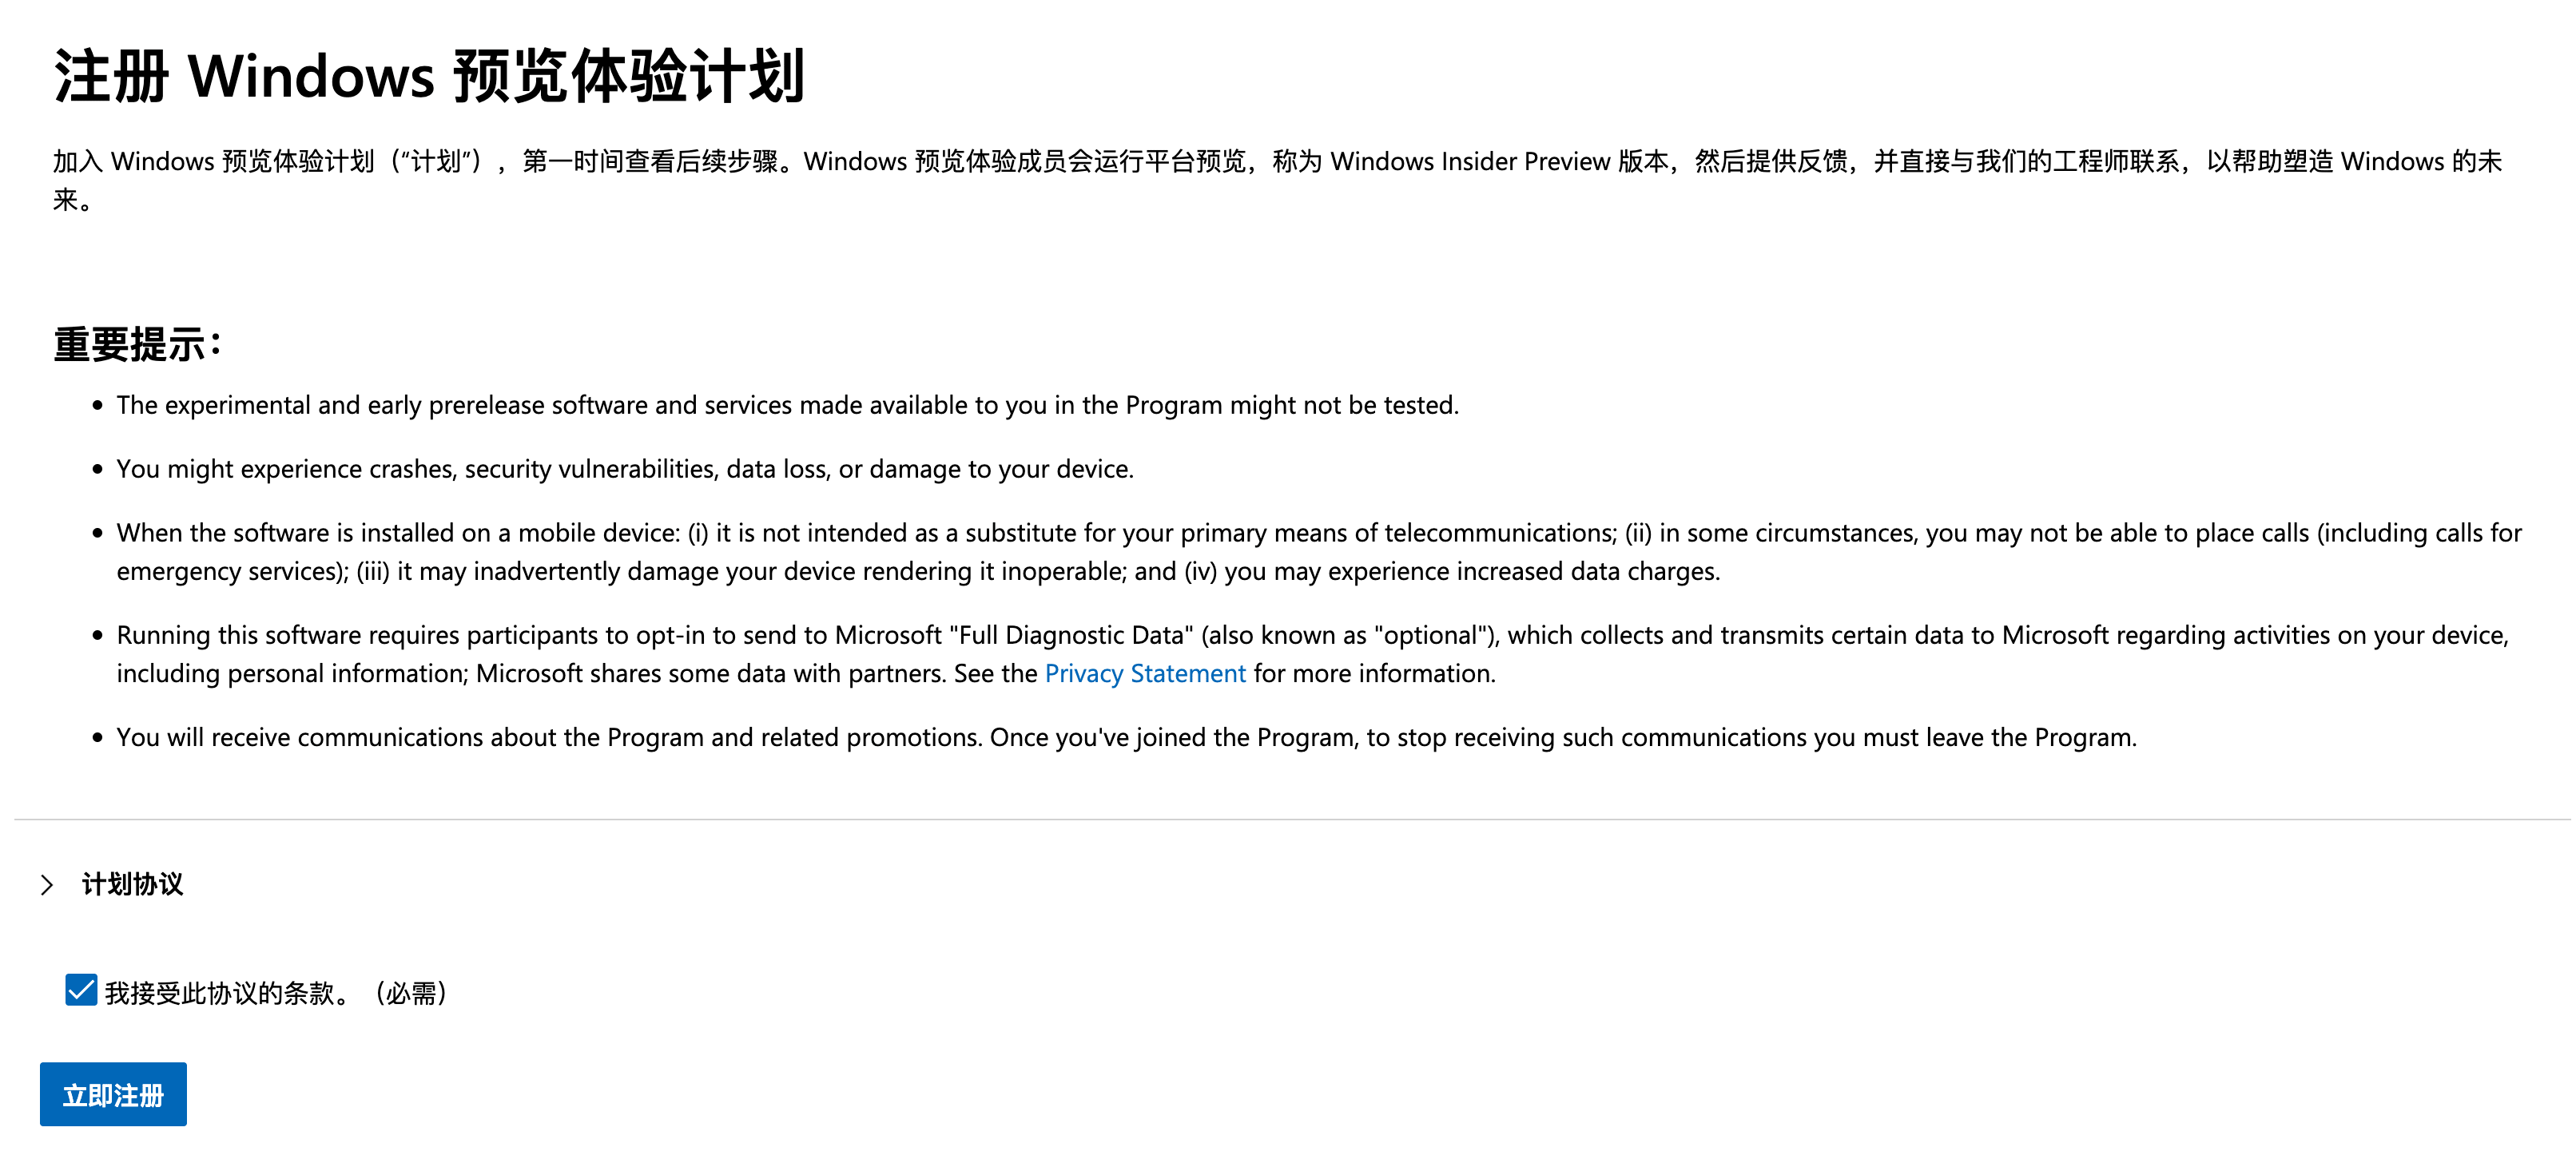 注册 Windows 预览体验计划
加入 Windows 预览体验计划（“计划”），第一时间查看后续步骤。Windows 预览体验成员会运行平台预览，称为 Windows Insider Preview 版本，然后提供反馈，并直接与我们的工程师联系，以帮助塑造 Windows 的未
来。
重要提示：
• The experimental and early prerelease software and services made available to you in the Program might not be tested.
• You might experience crashes, security vulnerabilities, data loss, or damage to your device.
• When the software is installed on a mobile device: (i) it is not intended as a substitute for your primary means of telecommunications; (ii) in some circumstances, you may not be able to place calls (including calls for
emergency services); (iii) it may inadvertently damage your device rendering it inoperable; and (iv) you may experience increased data charges.
• Running this software requires participants to opt-in to send to Microsoft "Full Diagnostic Data" (also known as "optional"), which collects and transmits certain data to Microsoft regarding activities on your device,
including personal information; Microsoft shares some data with partners. See the Privacy Statement for more information.
• You will receive communications about the Program and related promotions. Once you've joined the Program, to stop receiving such communications you must leave the Program.
计划协议
我接受此协议的条款。（必需）
立即注册